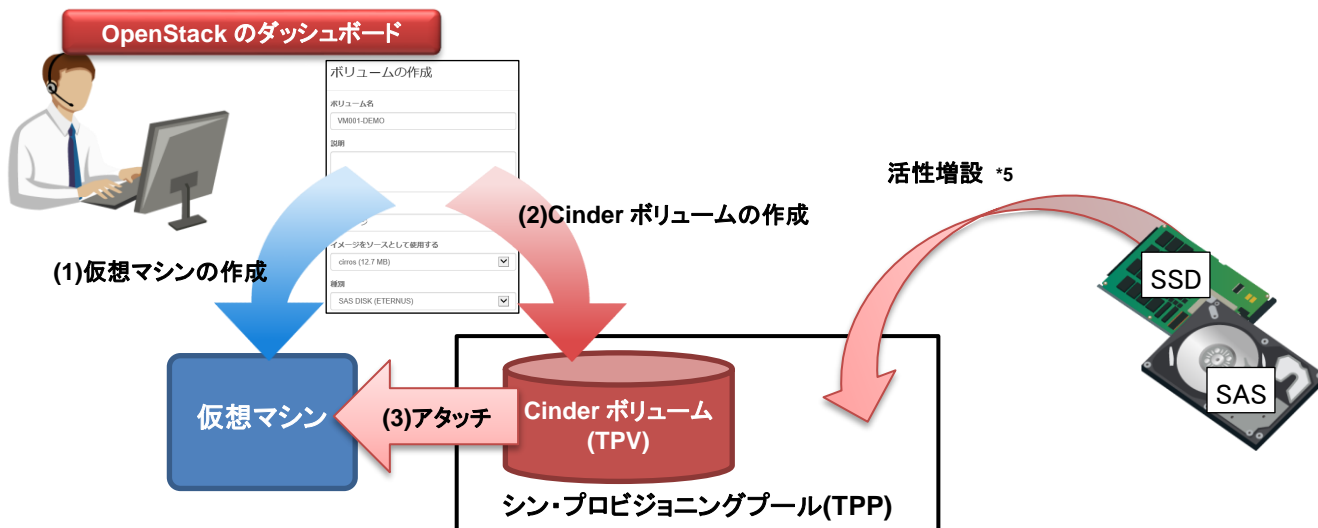 OpenStack のダッシュボード
ボリュームの作成
ボリューム名
VM001-DEMO
説明
活性増設 *5
(2)Cinder ボリュームの作成
イメージをソースとして使用する
(1)仮想マシンの作成
cirros (12.7 MB)
種別
SAS DISK (ETERNUS)
SSD
SAS
仮想マシン
(3)アタッチ
Cinder ボリューム
(TPV)
シン・プロビジョニングプール(TPP)